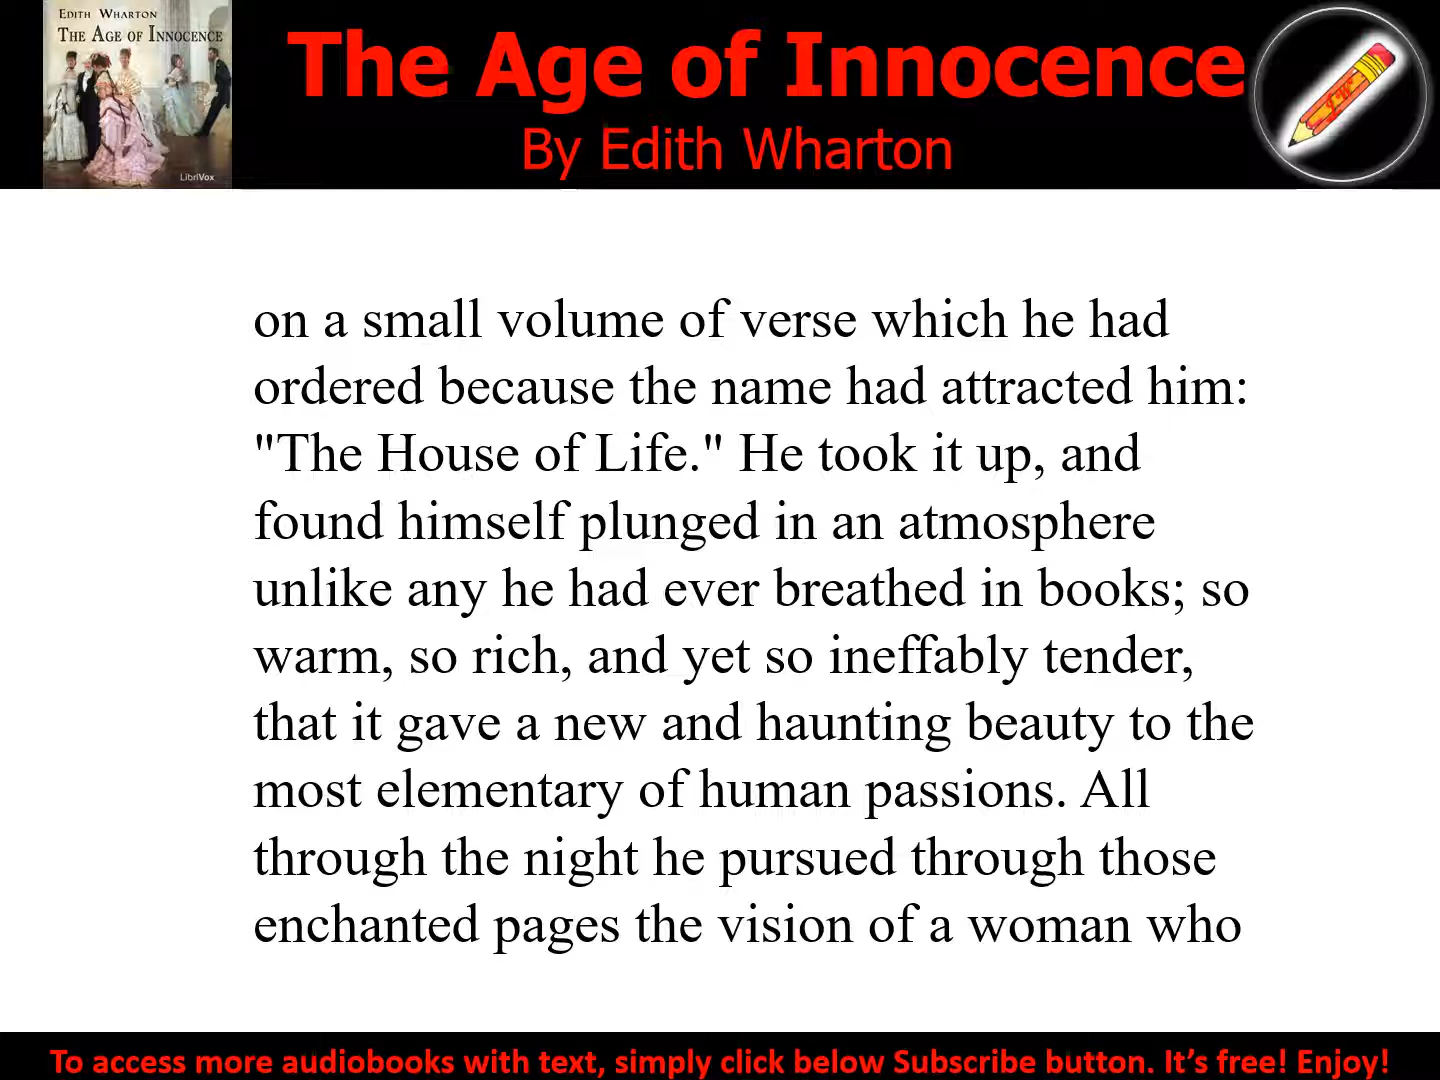 EDITH WHARTON
THE AGE OF INNOCENCE
LibriVox
The Age of Innocence
By Edith Wharton
on a small volume of verse which he had
ordered because the name had attracted him:
"The House of Life." He took it up, and
found himself plunged in an atmosphere
unlike any he had ever breathed in books; so
warm, so rich, and yet so ineffably tender,
that it gave a new and haunting beauty to the
most elementary of human passions. All
through the night he pursued through those
enchanted pages the vision of a woman who
To access more audiobooks with text, simply click below Subscribe button. It’s free! Enjoy!